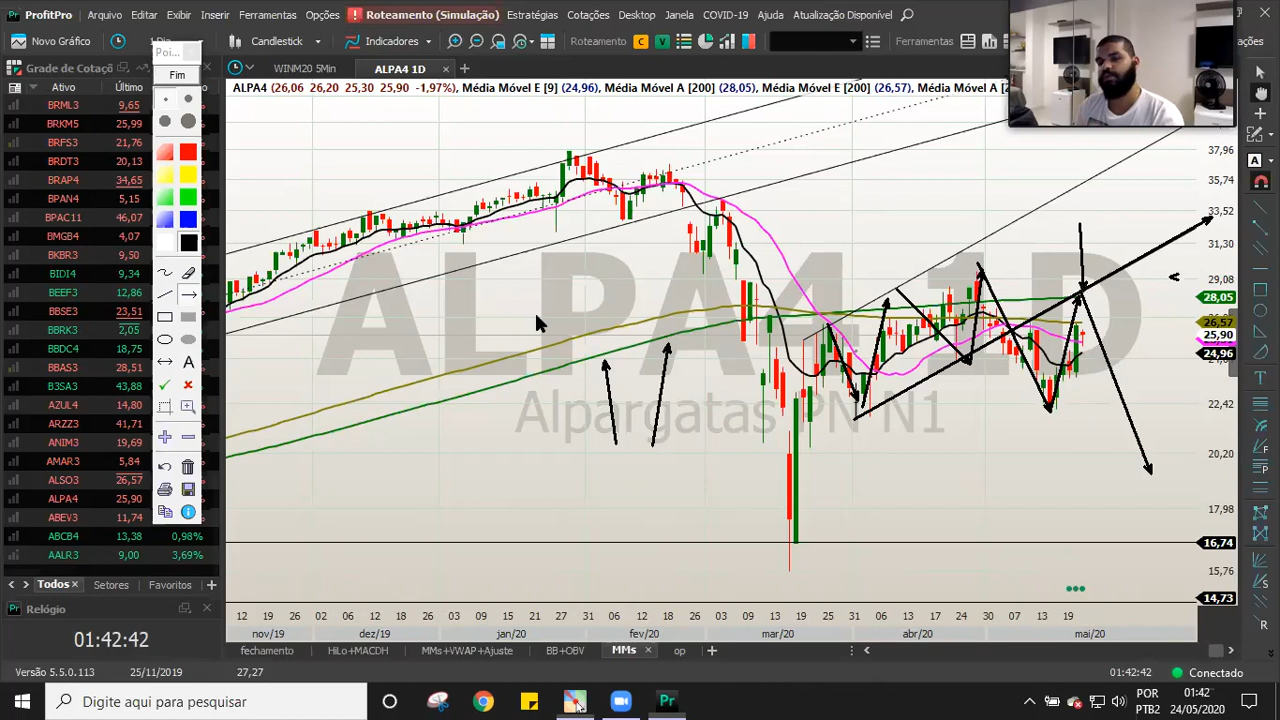 ProfitPro Arquivo Editar Exibir Inserir Ferramentas Opções Roteamento (Simulação) Estratégias Cotações Desktop Janela COVID-19 Ajuda Atualização Disponível
Novo Gráfico 1 Dia Candlestick Indicadores Roteamento C V Ferramentas
Grade de Cotaçõ
Poi...
Fim
WINM20 5Min ALPA4 1D +
Ativo Último
ALPA4 (26,06 26,20 25,30 25,90 -1,97%), Média Móvel E [9] (24,96), Média Móvel A [200] (28,05), Média Móvel E [200] (26,57), Média Móvel A [2
BRML3 9,65
BRKM5 25,99
BRFS3 21,76
BRDT3 20,13
BRAP4 34,65
BPAN4 5,15
BPAC11 46,07
BMGB4 4,07
BKBR3 9,50
BIDI4 9,34
BEEF3 12,86
BBSE3 23,51
BBRK3 2,05
BBDC4 18,75
BBAS3 28,51
B3SA3 43,88
AZUL4 14,80
ARZZ3 41,71
ANIM3 19,69
AMAR3 5,84
ALSO3 26,57
ALPA4 25,90
ABEV3 11,74
ABCB4 13,38 0,98%
AALR3 9,00 3,69%
ALPA4 1D
Alpargatas PN N1
37,96
35,74
33,52
31,30
29,08
28,05
26,57
25,90
24,96
22,42
20,20
17,98
16,74
15,76
14,73
12 19 26 02 06 12 18 26 03 09 15 21 27 31 06 12 18 28 03 09 13 19 25 31 06 13 17 24 30 07 13 19
nov/19 dez/19 jan/20 fev/20 mar/20 abr/20 mai/20
Todos Setores Favoritos +
Relógio
01:42:42
fechamento HiLo+MACDH MMs+VWAP+Ajuste BB+OBV MMs op +
Versão 5.5.0.113 25/11/2019 27,27 01:42:42 Conectado
Digite aqui para pesquisar
POR
PTB2
01:42
24/05/2020